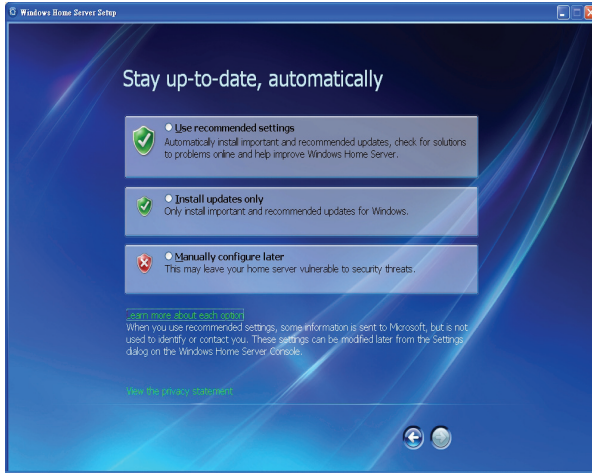 Windows Home Server Setup
Stay up-to-date, automatically
Use recommended settings
Automatically install important and recommended updates, check for solutions
to problems online and help improve Windows Home Server.
Install updates only
Only install important and recommended updates for Windows.
Manually configure later
This may leave your home server vulnerable to security threats.
Learn more about each option
When you use recommended settings, some information is sent to Microsoft, but is not
used to identify or contact you. These settings can be modified later from the Settings
dialog on the Windows Home Server Console.
View the privacy statement